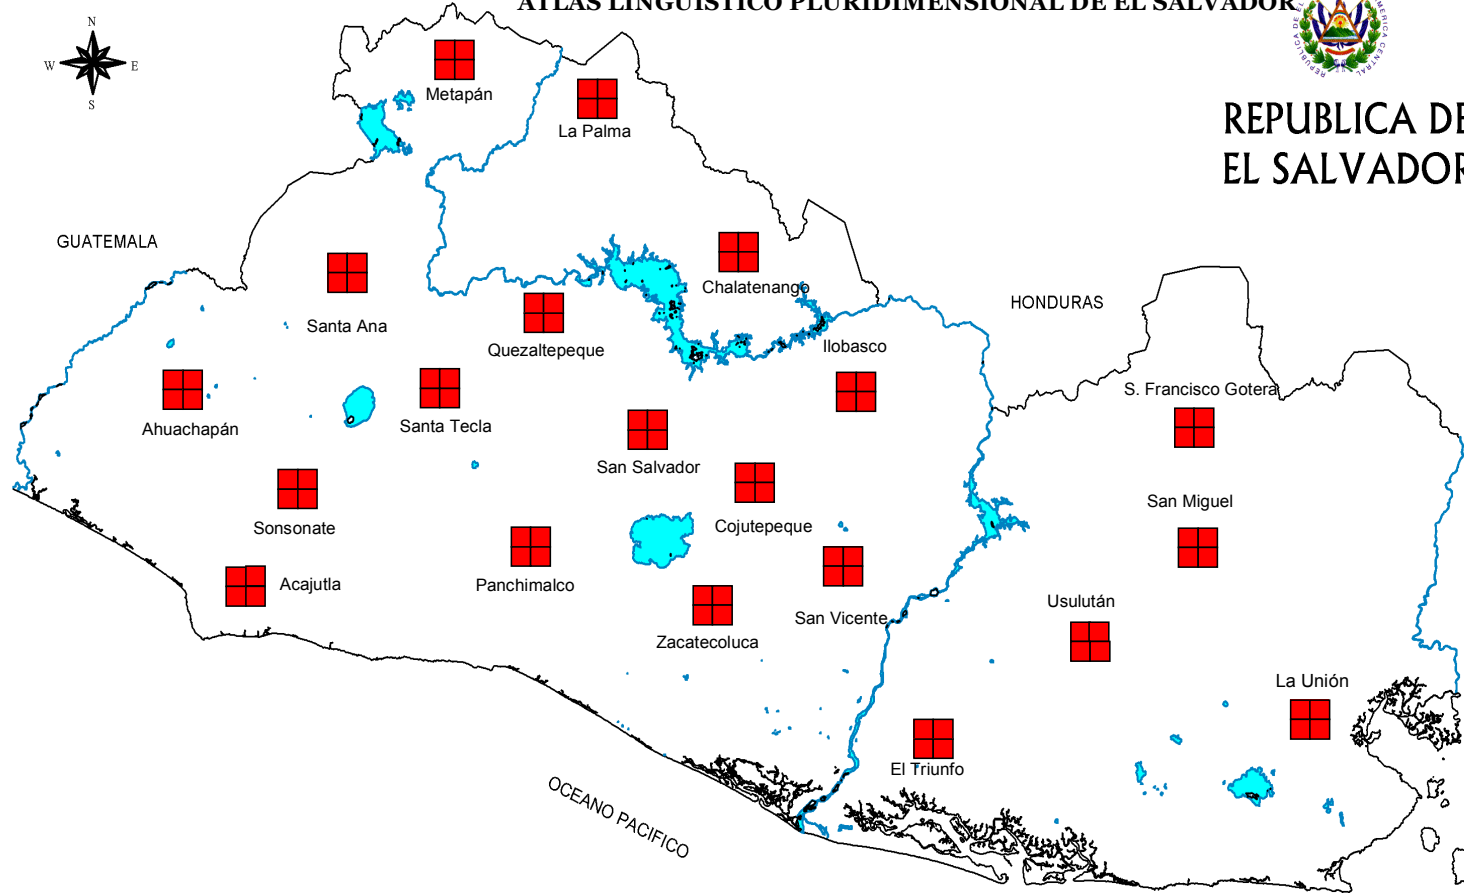 ATLAS LINGÜÍSTICO PLURIDIMENSIONAL DE EL SALVADOR
N
W
E
S
REPUBLICA DE
EL SALVADOR
Metapán
La Palma
GUATEMALA
Chalatenango
HONDURAS
Santa Ana
Quezaltepeque
Ilobasco
S. Francisco Gotera
Ahuachapán
Santa Tecla
San Salvador
San Miguel
Sonsonate
Cojutepeque
Acajutla
Panchimalco
Usulután
San Vicente
Zacatecoluca
La Unión
El Triunfo
OCEANO PACIFICO